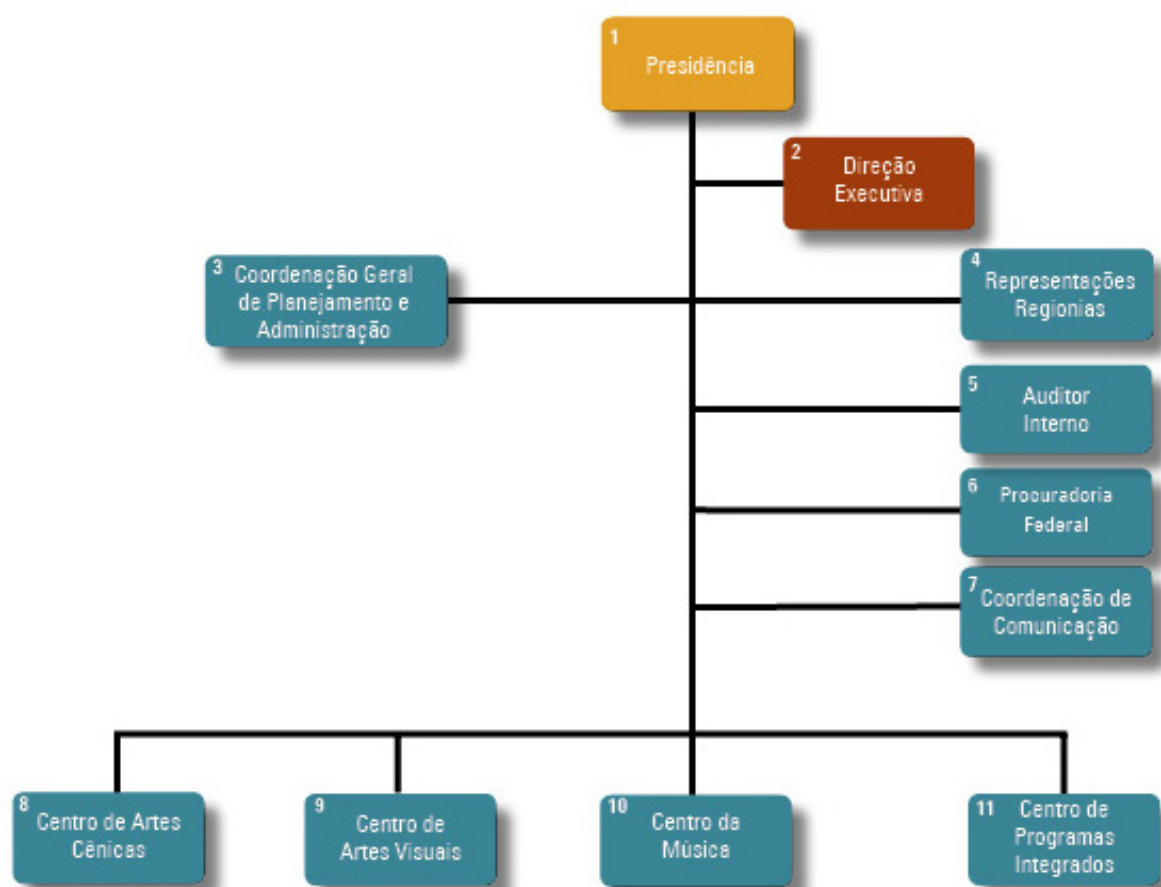 1
Presidência
2
Direção
Executiva
3
Coordenação Geral
de Planejamento e
Administração
4
Representações
Regionias
5
Auditor
Interno
6
Procuradoria
Federal
7
Coordenação de
Comunicação
8
Centro de Artes
Cênicas
9
Centro de
Artes Visuais
10
Centro da
Música
11
Centro de
Programas
Integrados